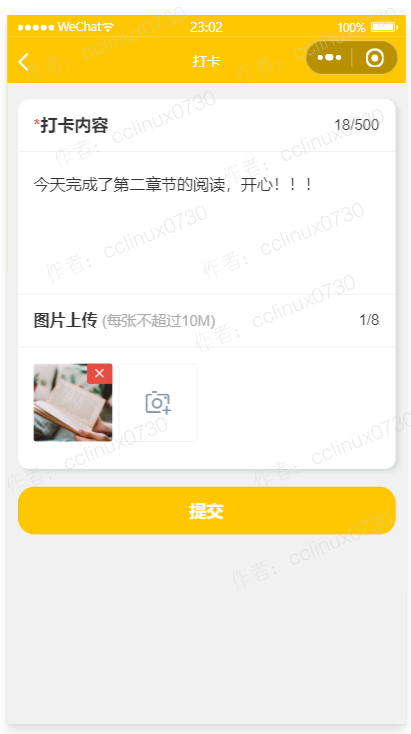 WeChat 23:02 100%
打卡
*打卡内容 18/500
今天完成了第二章节的阅读，开心！！！
图片上传 (每张不超过10M) 1/8
提交
作者：cclinux0730
作者：cclinux0730
作者：cclinux0730
作者：cclinux0730
作者：cclinux0730
作者：cclinux0730
作者：cclinux0730
作者：cclinux0730